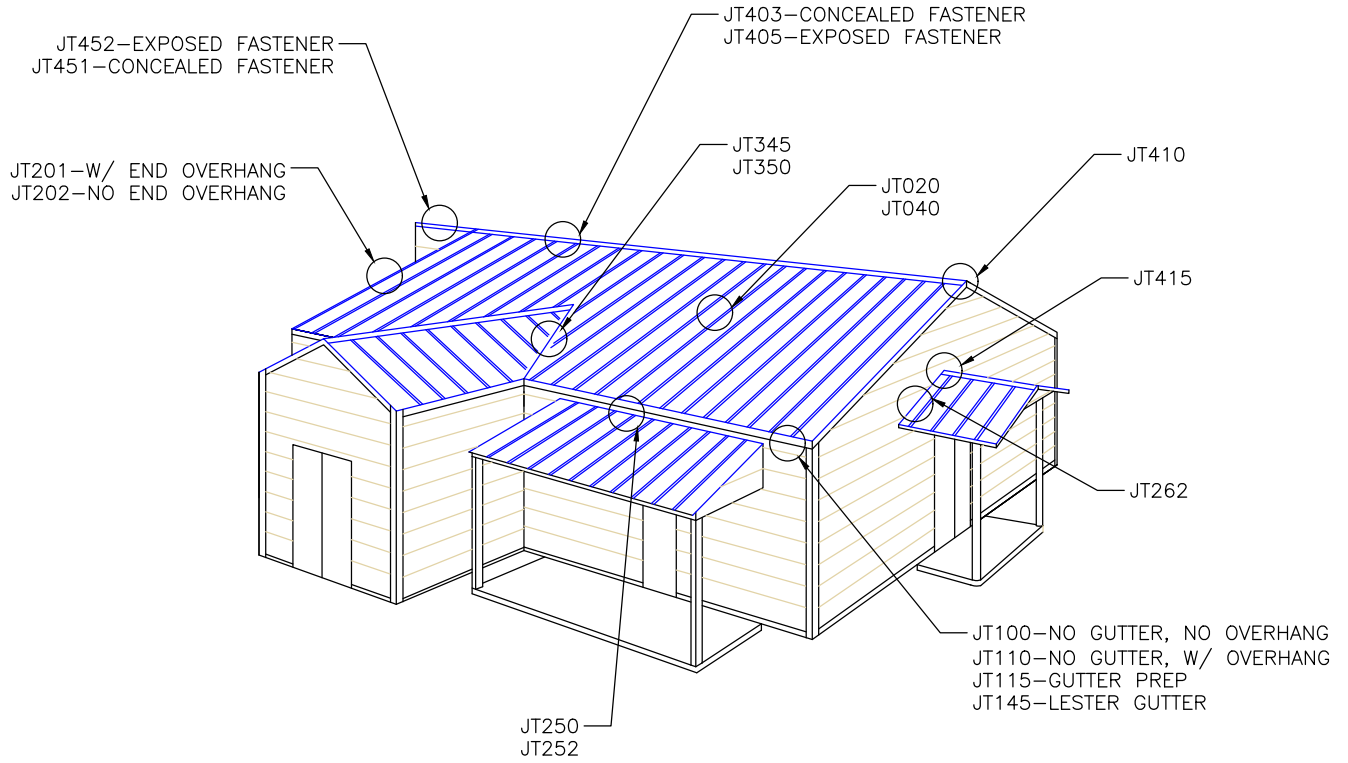 JT403-CONCEALED FASTENER
JT405-EXPOSED FASTENER
JT452-EXPOSED FASTENER
JT451-CONCEALED FASTENER
JT345
JT350
JT410
JT201-W/ END OVERHANG
JT202-NO END OVERHANG
JT020
JT040
JT415
JT262
JT100-NO GUTTER, NO OVERHANG
JT110-NO GUTTER, W/ OVERHANG
JT115-GUTTER PREP
JT145-LESTER GUTTER
JT250
JT252